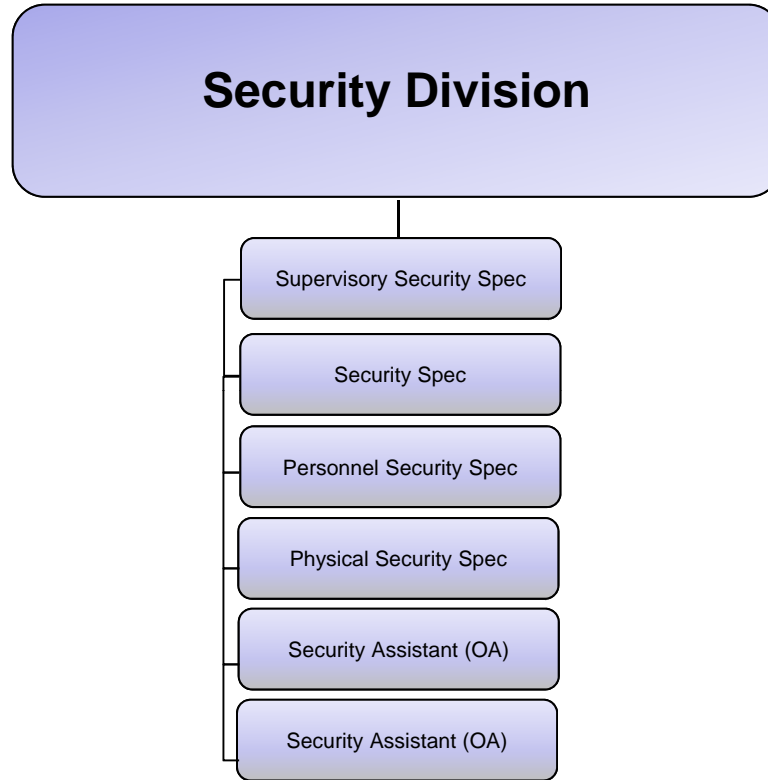 Security Division
Supervisory Security Spec
Security Spec
Personnel Security Spec
Physical Security Spec
Security Assistant (OA)
Security Assistant (OA)